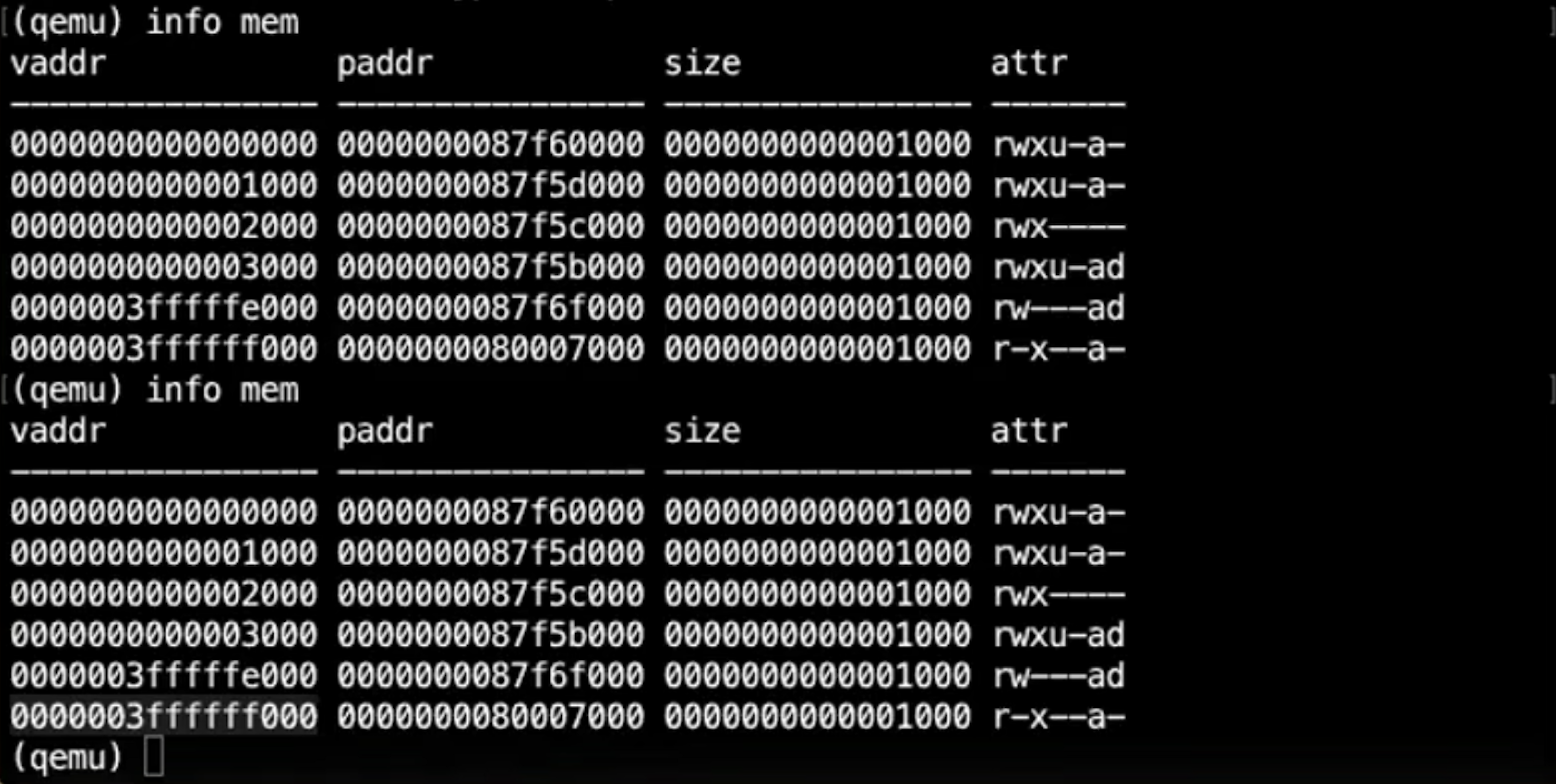 (qemu) info mem
vaddr paddr size attr
---------------- ---------------- ---------------- -------
0000000000000000 0000000087f60000 0000000000001000 rwxu-a-
0000000000001000 0000000087f5d000 0000000000001000 rwxu-a-
0000000000002000 0000000087f5c000 0000000000001000 rwx----
0000000000003000 0000000087f5b000 0000000000001000 rwxu-ad
0000003fffffe000 0000000087f6f000 0000000000001000 rw---ad
0000003ffffff000 0000000080007000 0000000000001000 r-x--a-
(qemu) info mem
vaddr paddr size attr
---------------- ---------------- ---------------- -------
0000000000000000 0000000087f60000 0000000000001000 rwxu-a-
0000000000001000 0000000087f5d000 0000000000001000 rwxu-a-
0000000000002000 0000000087f5c000 0000000000001000 rwx----
0000000000003000 0000000087f5b000 0000000000001000 rwxu-ad
0000003fffffe000 0000000087f6f000 0000000000001000 rw---ad
0000003ffffff000 0000000080007000 0000000000001000 r-x--a-
(qemu)